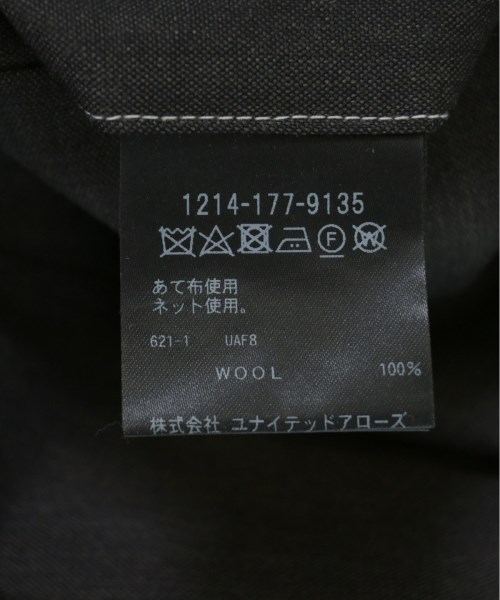 1214-177-9135
F W
あて布使用
ネット使用。
621-1 UAF8
WOOL 100%
株式会社 ユナイテッドアローズ